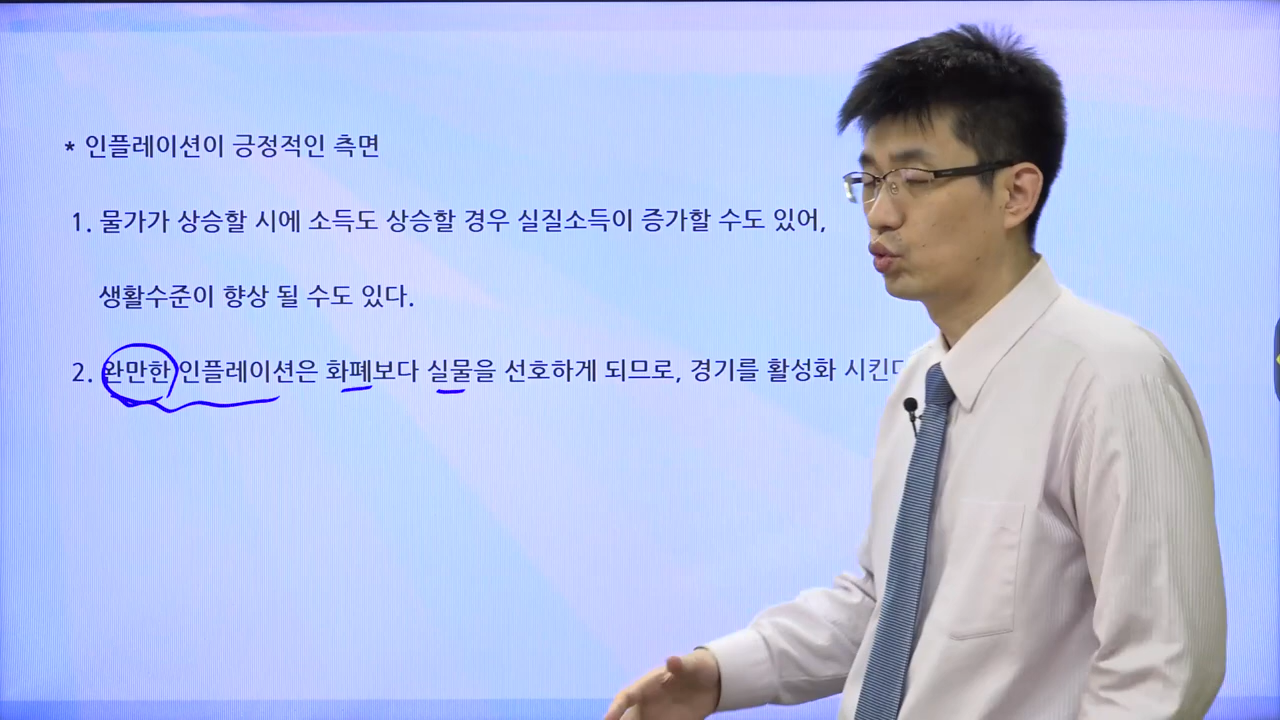 * 인플레이션이 긍정적인 측면
1. 물가가 상승할 시에 소득도 상승할 경우 실질소득이 증가할 수도 있어,
생활수준이 향상 될 수도 있다.
2. 완만한 인플레이션은 화폐보다 실물을 선호하게 되므로, 경기를 활성화